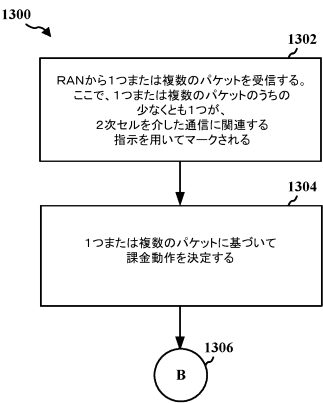 1300
1302
RANから1つまたは複数のパケットを受信する。
ここで、1つまたは複数のパケットのうちの
少なくとも1つが、
2次セルを介した通信に関連する
指示を用いてマークされる
1304
1つまたは複数のパケットに基づいて
課金動作を決定する
1306
B